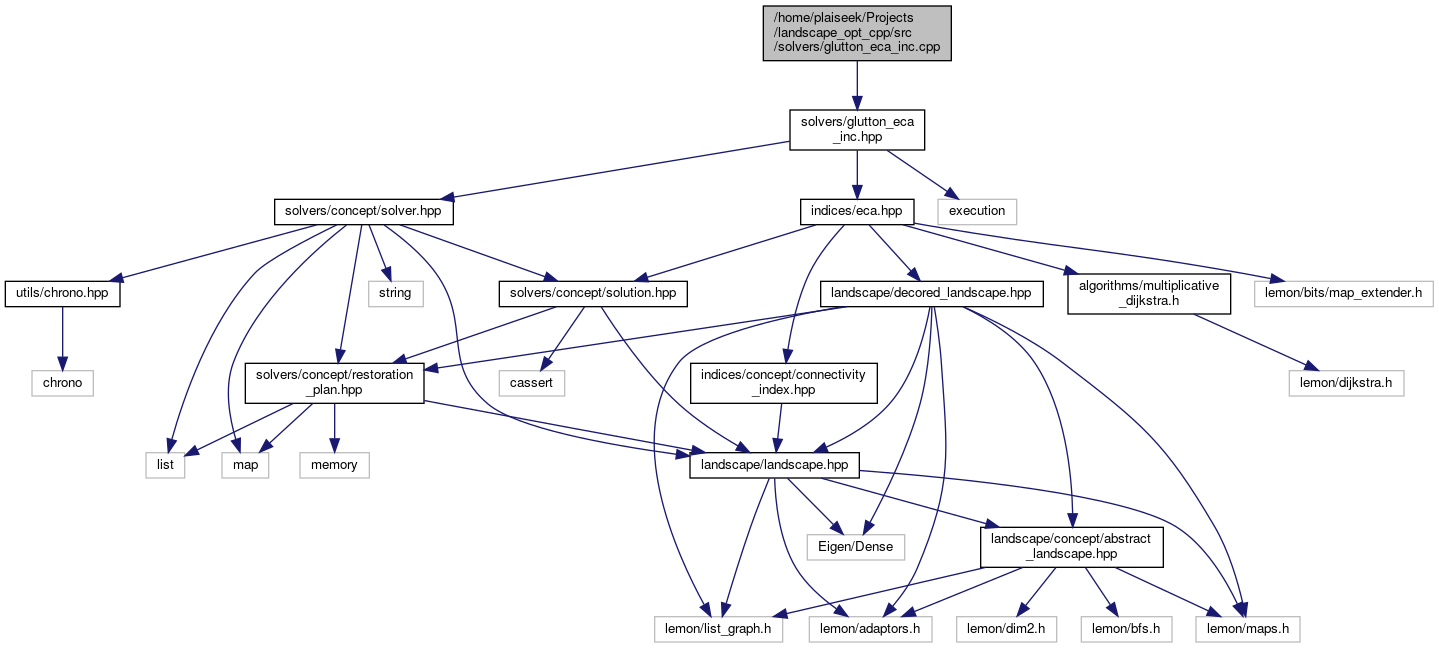 /home/plaiseek/Projects
/landscape_opt_cpp/src
/solvers/glutton_eca_inc.cpp
solvers/glutton_eca
_inc.hpp
solvers/concept/solver.hpp
indices/eca.hpp
execution
utils/chrono.hpp
string
solvers/concept/solution.hpp
landscape/decored_landscape.hpp
algorithms/multiplicative
_dijkstra.h
lemon/bits/map_extender.h
chrono
solvers/concept/restoration
_plan.hpp
cassert
indices/concept/connectivity
_index.hpp
lemon/dijkstra.h
list
map
memory
landscape/landscape.hpp
Eigen/Dense
landscape/concept/abstract
_landscape.hpp
lemon/list_graph.h
lemon/adaptors.h
lemon/dim2.h
lemon/bfs.h
lemon/maps.h